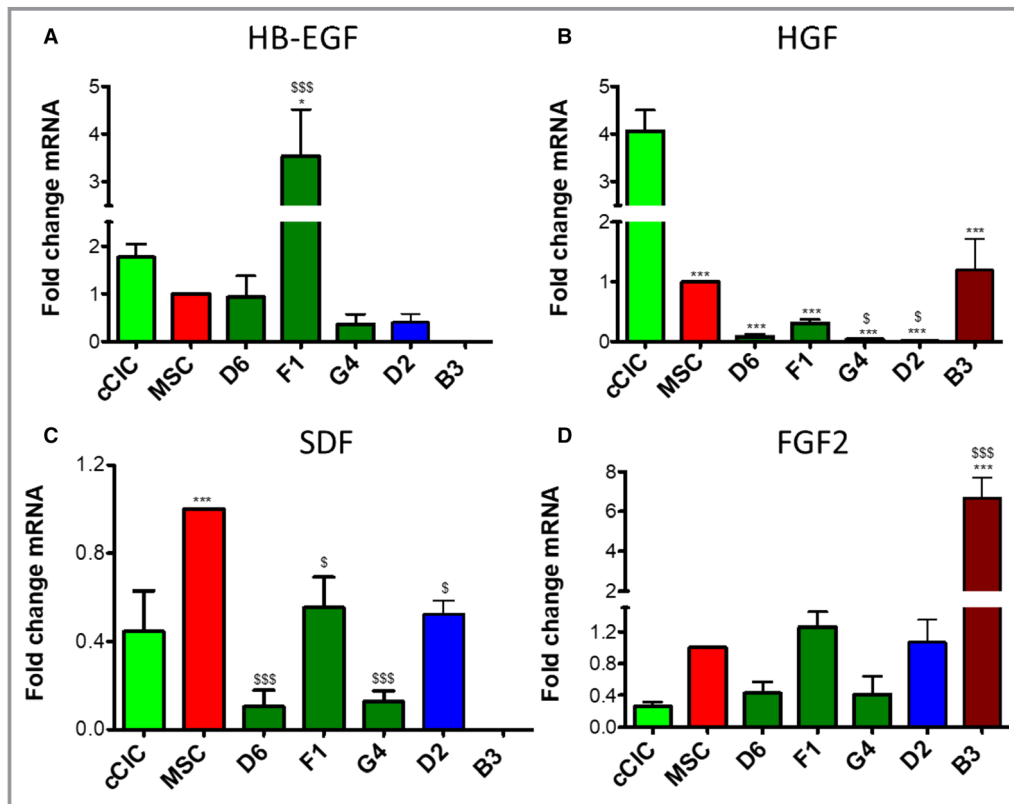 A
HB-EGF
Fold change mRNA
5
4
3
2
1
0
$$$
*
cCIC
MSC
D6
F1
G4
D2
B3
B
HGF
Fold change mRNA
5
4
3
2
1
0
***
***
***
$
***
$
***
***
cCIC
MSC
D6
F1
G4
D2
B3
C
SDF
Fold change mRNA
1.2
0.8
0.4
0.0
***
$$$
$
$$$
$
cCIC
MSC
D6
F1
G4
D2
B3
D
FGF2
Fold change mRNA
8
6
4
2
1.2
0.8
0.4
0.0
$$$
***
cCIC
MSC
D6
F1
G4
D2
B3